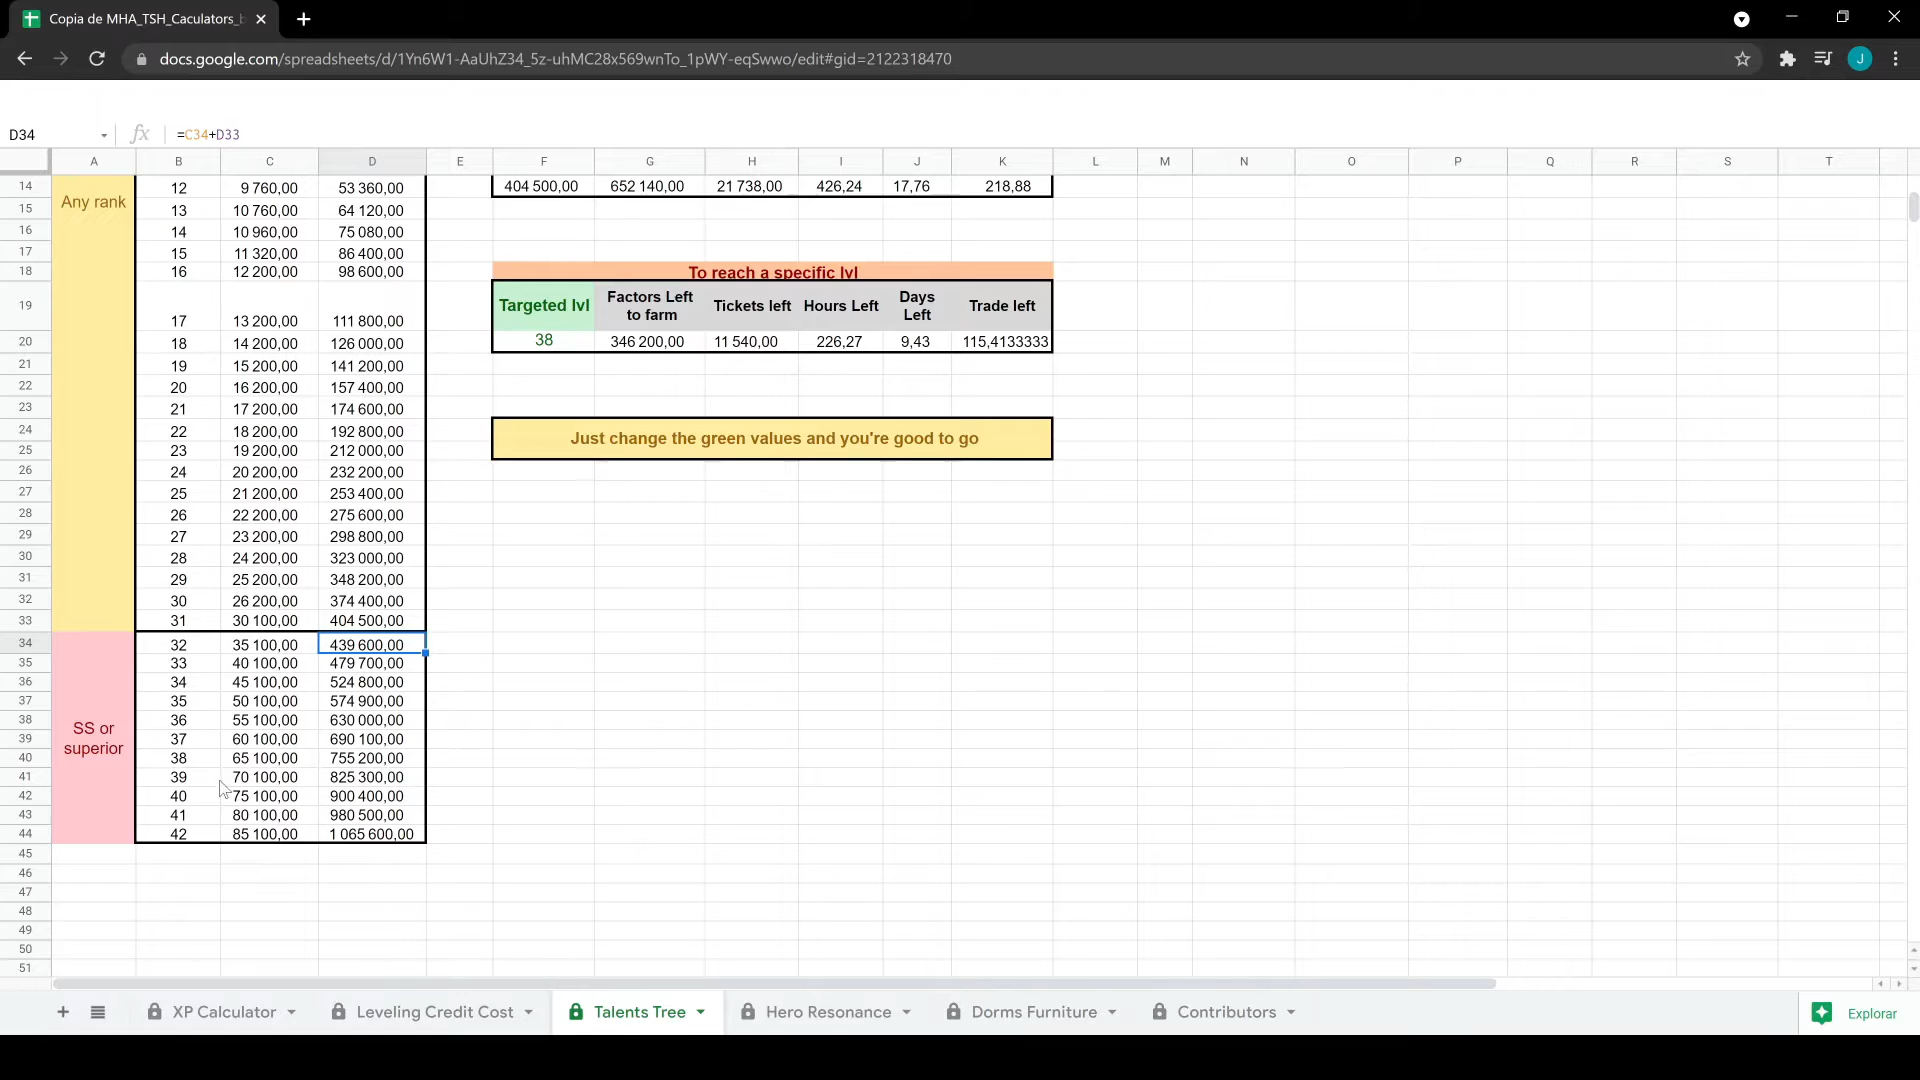 Copia de MHA_TSH_Caculators_b
docs.google.com/spreadsheets/d/1Yn6W1-AaUhZ34_5z-uhMC28x569wnTo_1pWY-eqSwwo/edit#gid=2122318470
J
D34 fx =C34+D33
A B C D E F G H I J K L M N O P Q R S T
14 12 9 760,00 53 360,00 404 500,00 652 140,00 21 738,00 426,24 17,76 218,88
Any rank
15 13 10 760,00 64 120,00
16 14 10 960,00 75 080,00
17 15 11 320,00 86 400,00
18 16 12 200,00 98 600,00 To reach a specific lvl
19 17 13 200,00 111 800,00 Targeted lvl Factors Left to farm Tickets left Hours Left Days Left Trade left
20 18 14 200,00 126 000,00 38 346 200,00 11 540,00 226,27 9,43 115,4133333
21 19 15 200,00 141 200,00
22 20 16 200,00 157 400,00
23 21 17 200,00 174 600,00
24 22 18 200,00 192 800,00 Just change the green values and you're good to go
25 23 19 200,00 212 000,00
26 24 20 200,00 232 200,00
27 25 21 200,00 253 400,00
28 26 22 200,00 275 600,00
29 27 23 200,00 298 800,00
30 28 24 200,00 323 000,00
31 29 25 200,00 348 200,00
32 30 26 200,00 374 400,00
33 31 30 100,00 404 500,00
34 32 35 100,00 439 600,00
35 33 40 100,00 479 700,00
36 34 45 100,00 524 800,00
37 35 50 100,00 574 900,00
38 36 55 100,00 630 000,00
SS or
39 37 60 100,00 690 100,00
superior
40 38 65 100,00 755 200,00
41 39 70 100,00 825 300,00
42 40 75 100,00 900 400,00
43 41 80 100,00 980 500,00
44 42 85 100,00 1 065 600,00
45
46
47
48
49
50
51
XP Calculator Leveling Credit Cost Talents Tree Hero Resonance Dorms Furniture Contributors Explorar